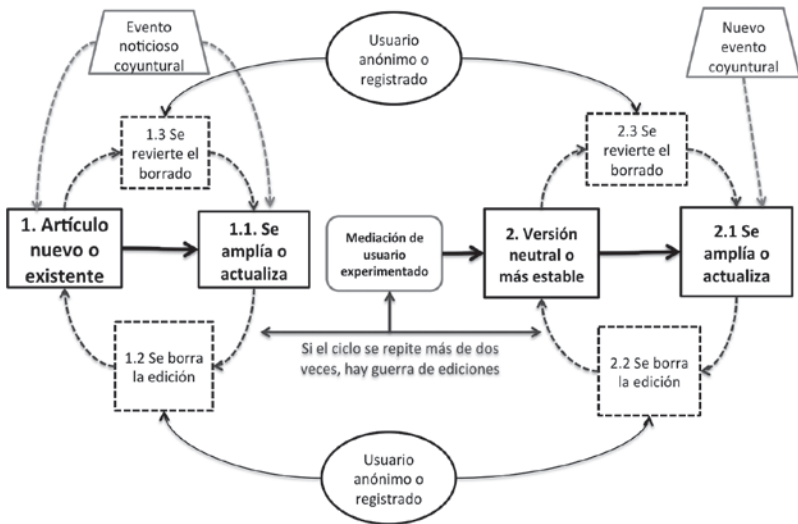 Evento
noticioso
coyuntural
Usuario
anónimo o
registrado
Nuevo
evento
coyuntural
1.3 Se
revierte el
borrado
2.3 Se
revierte el
borrado
1. Artículo
nuevo o
existente
1.1. Se
amplía o
actualiza
Mediación de
usuario
experimentado
2. Versión
neutral o
más estable
2.1 Se
amplía o
actualiza
1.2 Se borra
la edición
Si el ciclo se repite más de dos
veces, hay guerra de ediciones
2.2 Se borra
la edición
Usuario
anónimo o
registrado